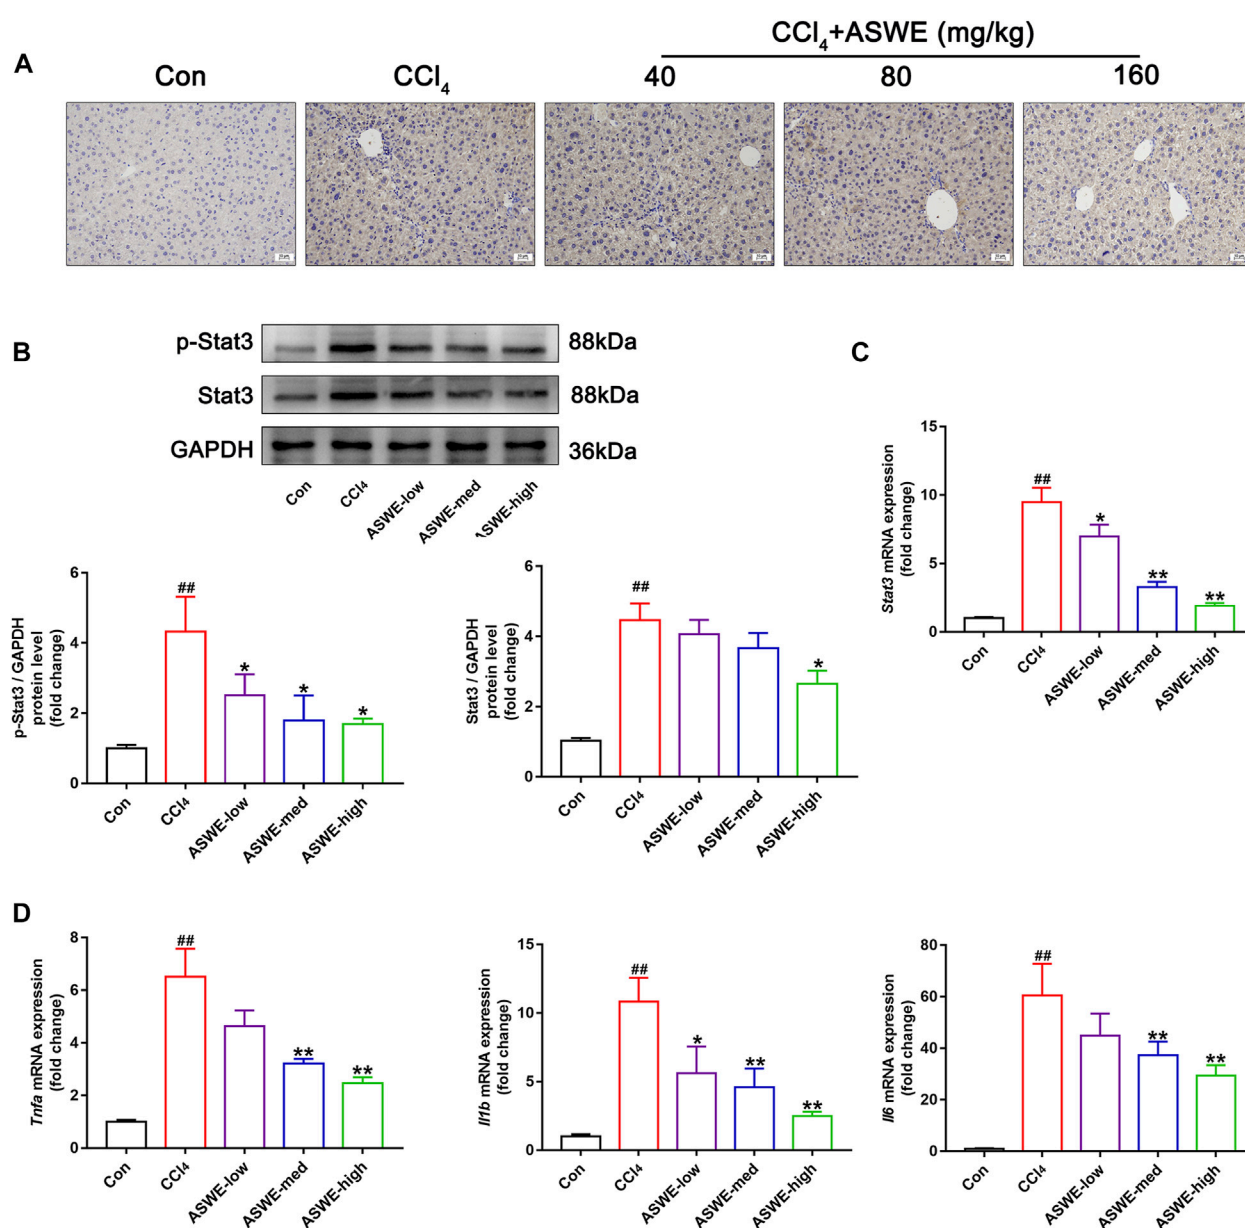 CCl4+ASWE (mg/kg)
A
Con
CCl4
40
80
160
B
p-Stat3
88kDa
Stat3
88kDa
GAPDH
36kDa
Con
CCl4
ASWE-low
ASWE-med
ASWE-high
p-Stat3 / GAPDH
protein level
(fold change)
6
4
2
0
##
*
*
*
Con
CCl4
ASWE-low
ASWE-med
ASWE-high
Stat3 / GAPDH
protein level
(fold change)
6
4
2
0
##
*
Con
CCl4
ASWE-low
ASWE-med
ASWE-high
C
Stat3 mRNA expression
(fold change)
15
10
5
0
##
*
**
**
Con
CCl4
ASWE-low
ASWE-med
ASWE-high
D
Tnfa mRNA expression
(fold change)
8
6
4
2
0
##
**
**
Con
CCl4
ASWE-low
ASWE-med
ASWE-high
Il1b mRNA expression
(fold change)
15
10
5
0
##
*
**
**
Con
CCl4
ASWE-low
ASWE-med
ASWE-high
Il6 mRNA expression
(fold change)
80
60
40
20
0
##
**
**
Con
CCl4
ASWE-low
ASWE-med
ASWE-high